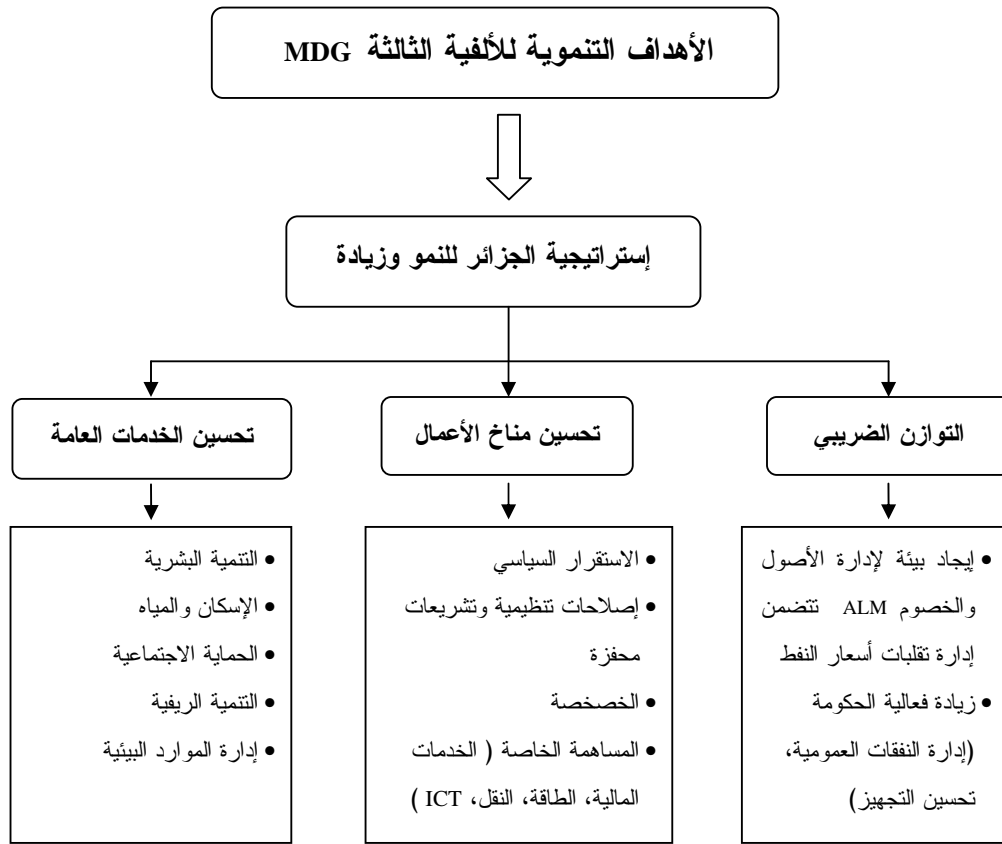 الأهداف التنموية للألفية الثالثة MDG
إستراتيجية الجزائر للنمو وزيادة
التوازن الضريبي
تحسين مناخ الأعمال
تحسين الخدمات العامة
• إيجاد بيئة لإدارة الأصول
والخصوم ALM تتضمن
إدارة تقلبات أسعار النفط
• زيادة فعالية الحكومة
(إدارة النفقات العمومية،
تحسين التجهيز)
• الاستقرار السياسي
• إصلاحات تنظيمية وتشريعات
محفزة
• الخصخصة
• المساهمة الخاصة ( الخدمات
المالية، الطاقة، النقل، ICT )
• التنمية البشرية
• الإسكان والمياه
• الحماية الاجتماعية
• التنمية الريفية
• إدارة الموارد البيئية